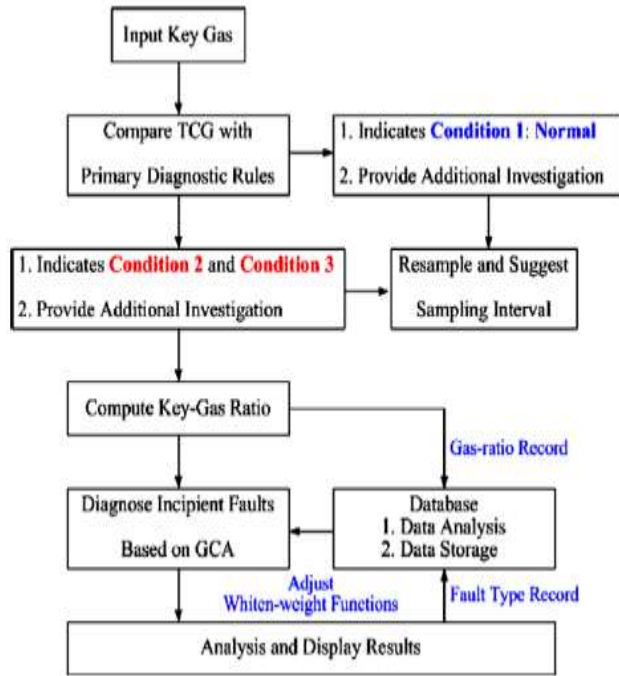 Input Key Gas
Compare TCG with
Primary Diagnostic Rules
1. Indicates Condition 1: Normal
2. Provide Additional Investigation
1. Indicates Condition 2 and Condition 3
2. Provide Additional Investigation
Resample and Suggest
Sampling Interval
Compute Key-Gas Ratio
Gas-ratio Record
Diagnose Incipient Faults
Based on GCA
Database
1. Data Analysis
2. Data Storage
Adjust
Whiten-weight Functions
Fault Type Record
Analysis and Display Results